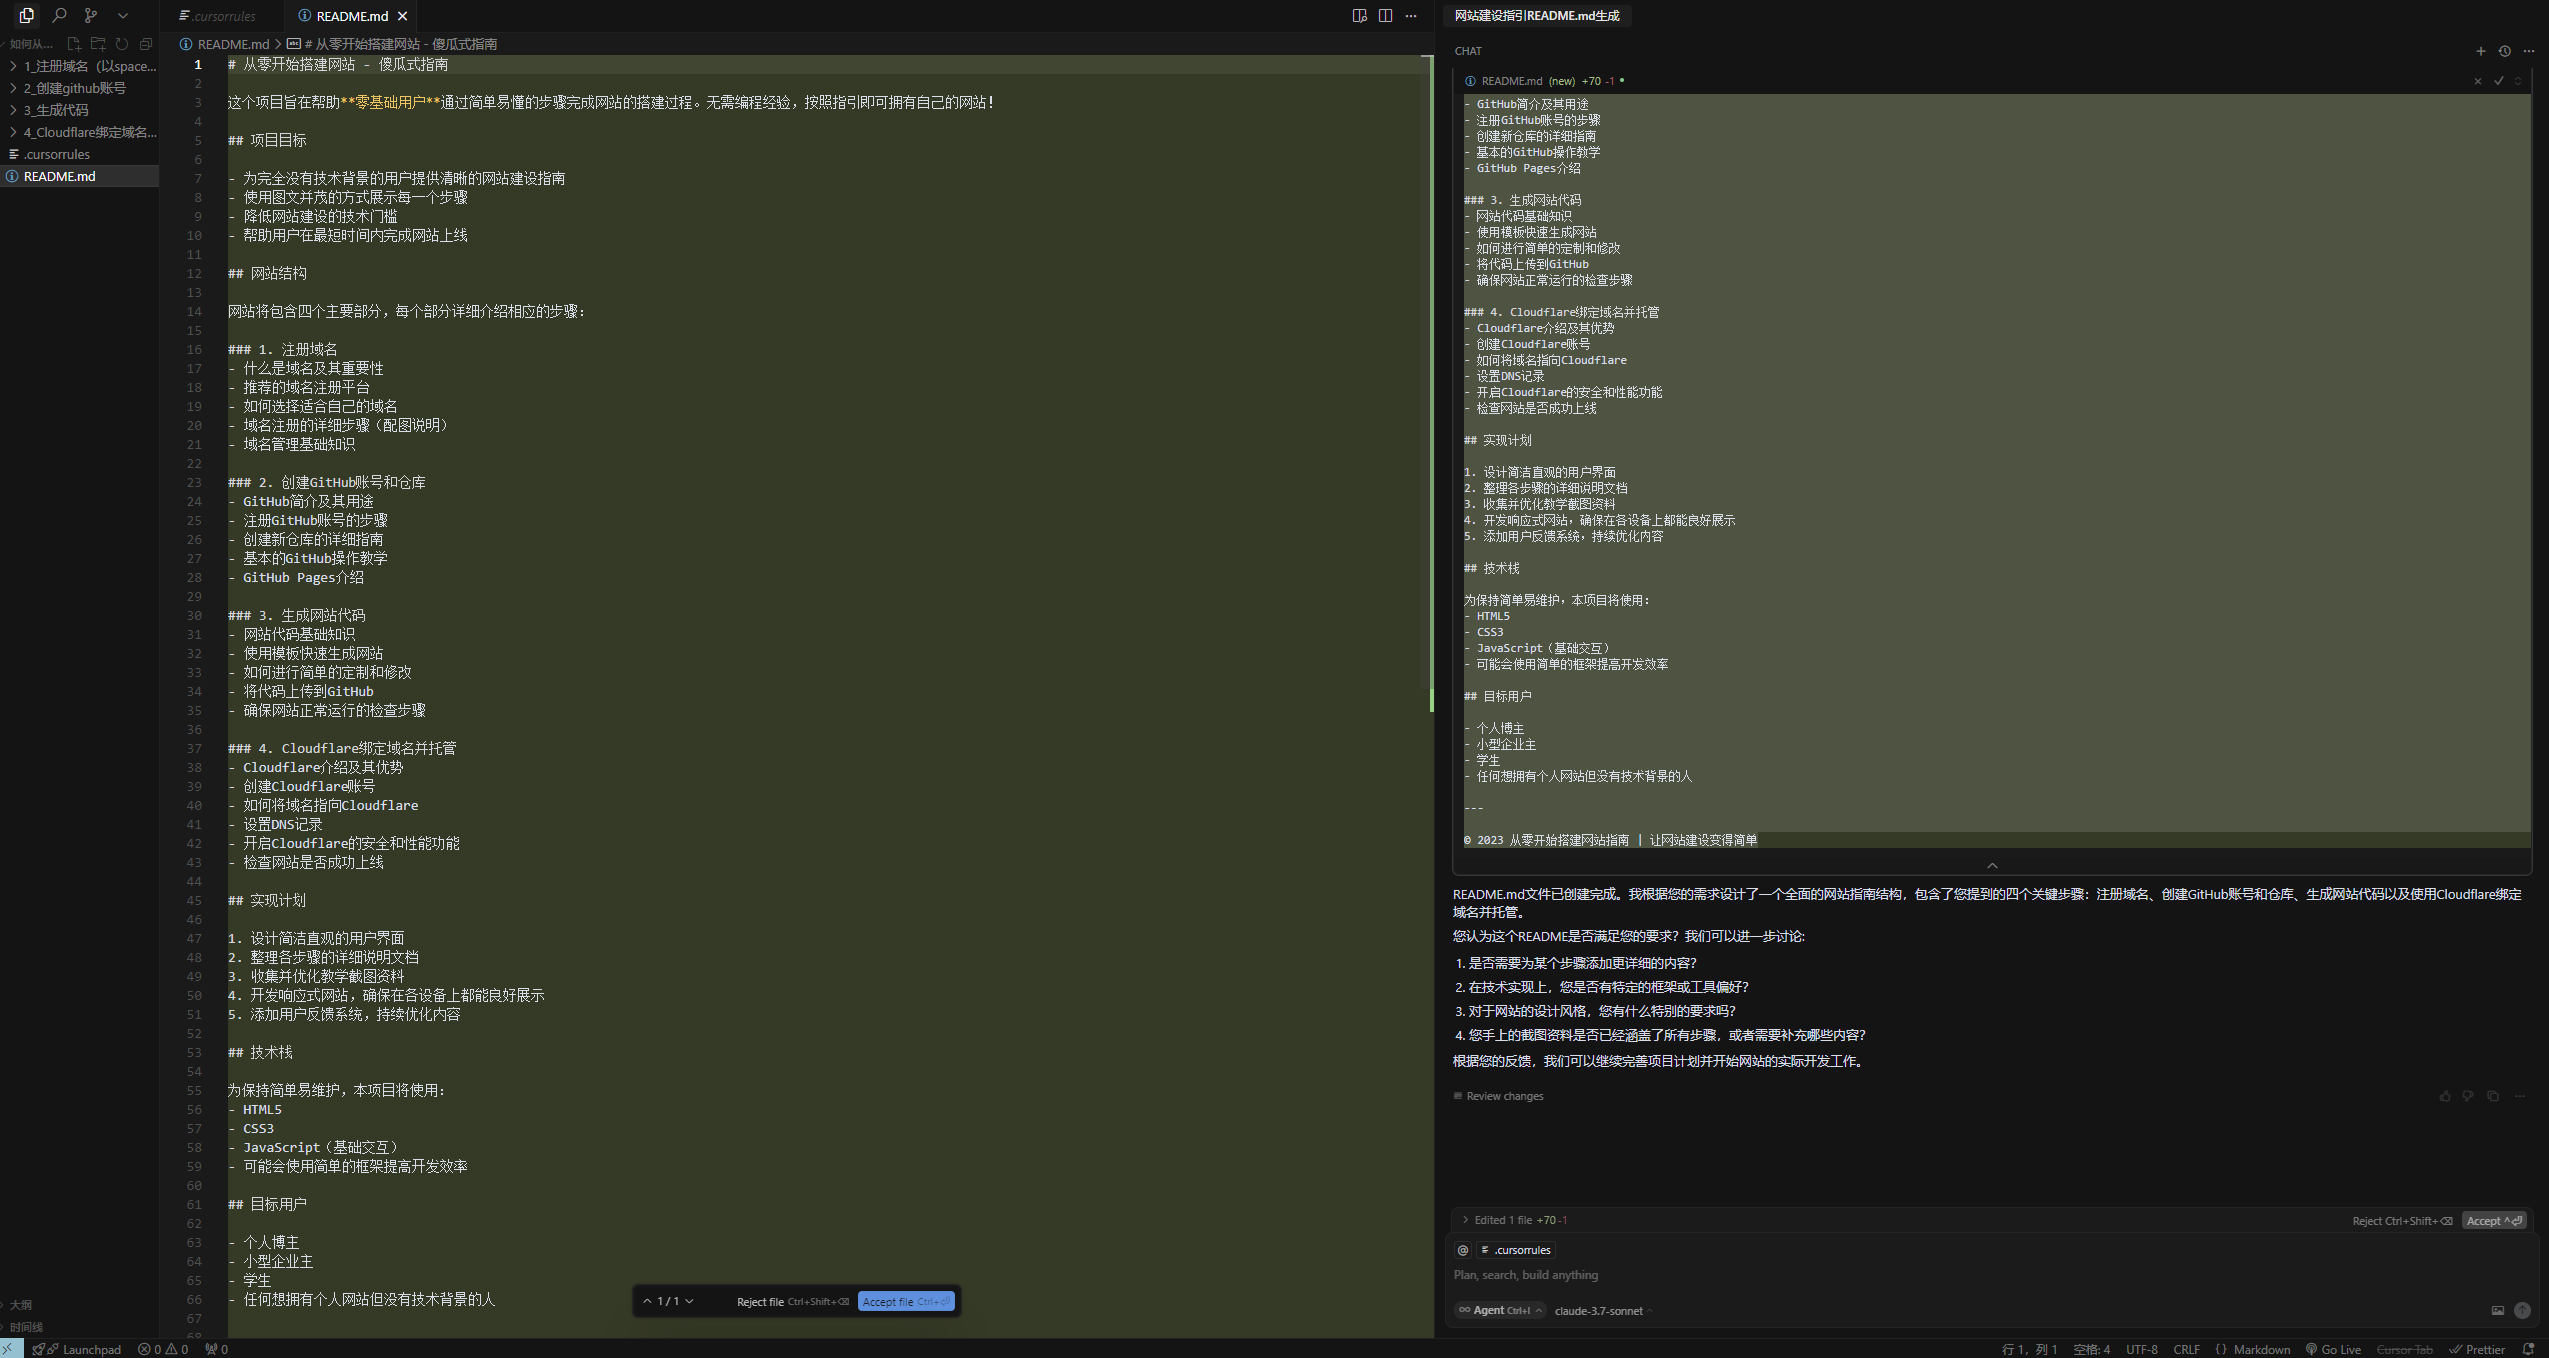 .cursorrules
README.md
网站建设指引README.md生成
如何从...
README.md > # 从零开始搭建网站 - 傻瓜式指南
CHAT
1_注册域名（以space...
2_创建github账号
3_生成代码
4_Cloudflare绑定域名...
.cursorrules
README.md
1 # 从零开始搭建网站 - 傻瓜式指南
2
3 这个项目旨在帮助**零基础用户**通过简单易懂的步骤完成网站的搭建过程。无需编程经验，按照指引即可拥有自己的网站！
4
5 ## 项目目标
6
7 - 为完全没有技术背景的用户提供清晰的网站建设指南
8 - 使用图文并茂的方式展示每一个步骤
9 - 降低网站建设的技术门槛
10 - 帮助用户在最短时间内完成网站上线
11
12 ## 网站结构
13
14 网站将包含四个主要部分，每个部分详细介绍相应的步骤：
15
16 ### 1. 注册域名
17 - 什么是域名及其重要性
18 - 推荐的域名注册平台
19 - 如何选择适合自己的域名
20 - 域名注册的详细步骤（配图说明）
21 - 域名管理基础知识
22
23 ### 2. 创建GitHub账号和仓库
24 - GitHub简介及其用途
25 - 注册GitHub账号的步骤
26 - 创建新仓库的详细指南
27 - 基本的GitHub操作教学
28 - GitHub Pages介绍
29
30 ### 3. 生成网站代码
31 - 网站代码基础知识
32 - 使用模板快速生成网站
33 - 如何进行简单的定制和修改
34 - 将代码上传到GitHub
35 - 确保网站正常运行的检查步骤
36
37 ### 4. Cloudflare绑定域名并托管
38 - Cloudflare介绍及其优势
39 - 创建Cloudflare账号
40 - 如何将域名指向Cloudflare
41 - 设置DNS记录
42 - 开启Cloudflare的安全和性能功能
43 - 检查网站是否成功上线
44
45 ## 实现计划
46
47 1. 设计简洁直观的用户界面
48 2. 整理各步骤的详细说明文档
49 3. 收集并优化教学截图资料
50 4. 开发响应式网站，确保在各设备上都能良好展示
51 5. 添加用户反馈系统，持续优化内容
52
53 ## 技术栈
54
55 为保持简单易维护，本项目将使用：
56 - HTML5
57 - CSS3
58 - JavaScript（基础交互）
59 - 可能会使用简单的框架提高开发效率
60
61 ## 目标用户
62
63 - 个人博主
64 - 小型企业主
65 - 学生
66 - 任何想拥有个人网站但没有技术背景的人
67
68
1 / 1 Reject file Ctrl+Shift+⌫ Accept file Ctrl+⏎
大纲
时间线
README.md (new) +70 -1
- GitHub简介及其用途
- 注册GitHub账号的步骤
- 创建新仓库的详细指南
- 基本的GitHub操作教学
- GitHub Pages介绍
### 3. 生成网站代码
- 网站代码基础知识
- 使用模板快速生成网站
- 如何进行简单的定制和修改
- 将代码上传到GitHub
- 确保网站正常运行的检查步骤
### 4. Cloudflare绑定域名并托管
- Cloudflare介绍及其优势
- 创建Cloudflare账号
- 如何将域名指向Cloudflare
- 设置DNS记录
- 开启Cloudflare的安全和性能功能
- 检查网站是否成功上线
## 实现计划
1. 设计简洁直观的用户界面
2. 整理各步骤的详细说明文档
3. 收集并优化教学截图资料
4. 开发响应式网站，确保在各设备上都能良好展示
5. 添加用户反馈系统，持续优化内容
## 技术栈
为保持简单易维护，本项目将使用：
- HTML5
- CSS3
- JavaScript（基础交互）
- 可能会使用简单的框架提高开发效率
## 目标用户
- 个人博主
- 小型企业主
- 学生
- 任何想拥有个人网站但没有技术背景的人
---
© 2023 从零开始搭建网站指南 | 让网站建设变得简单
README.md文件已创建完成。我根据您的需求设计了一个全面的网站指南结构，包含了您提到的四个关键步骤：注册域名、创建GitHub账号和仓库、生成网站代码以及使用Cloudflare绑定
域名并托管。
您认为这个README是否满足您的要求？我们可以进一步讨论:
1. 是否需要为某个步骤添加更详细的内容？
2. 在技术实现上，您是否有特定的框架或工具偏好？
3. 对于网站的设计风格，您有什么特别的要求吗？
4. 您手上的截图资料是否已经涵盖了所有步骤，或者需要补充哪些内容？
根据您的反馈，我们可以继续完善项目计划并开始网站的实际开发工作。
Review changes
Edited 1 file +70 -1 Reject Ctrl+Shift+⌫ Accept ^⏎
@ .cursorrules
Plan, search, build anything
Agent Ctrl+I claude-3.7-sonnet
Launchpad 0 0 0 行 1，列 1 空格: 4 UTF-8 CRLF {} Markdown Go Live Cursor Tab Prettier